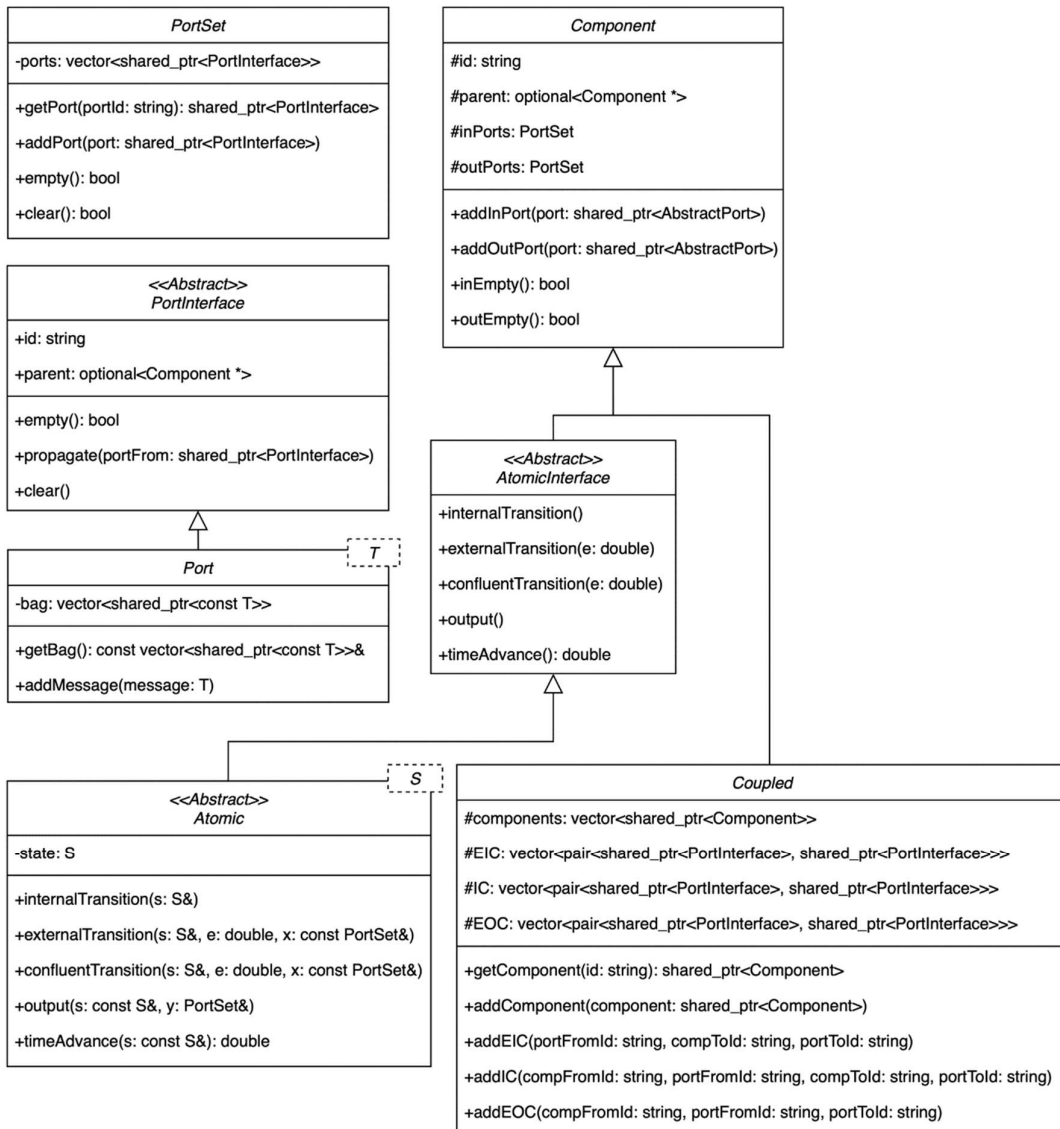 PortSet
-ports: vector<shared_ptr<PortInterface>>
+getPort(portId: string): shared_ptr<PortInterface>
+addPort(port: shared_ptr<PortInterface>)
+empty(): bool
+clear(): bool
Component
#id: string
#parent: optional<Component *>
#inPorts: PortSet
#outPorts: PortSet
+addInPort(port: shared_ptr<AbstractPort>)
+addOutPort(port: shared_ptr<AbstractPort>)
+inEmpty(): bool
+outEmpty(): bool
<<Abstract>>
PortInterface
+id: string
+parent: optional<Component *>
+empty(): bool
+propagate(portFrom: shared_ptr<PortInterface>)
+clear()
T
Port
-bag: vector<shared_ptr<const T>>
+getBag(): const vector<shared_ptr<const T>>&
+addMessage(message: T)
<<Abstract>>
AtomicInterface
+internalTransition()
+externalTransition(e: double)
+confluentTransition(e: double)
+output()
+timeAdvance(): double
S
<<Abstract>>
Atomic
-state: S
+internalTransition(s: S&)
+externalTransition(s: S&, e: double, x: const PortSet&)
+confluentTransition(s: S&, e: double, x: const PortSet&)
+output(s: const S&, y: PortSet&)
+timeAdvance(s: const S&): double
Coupled
#components: vector<shared_ptr<Component>>
#EIC: vector<pair<shared_ptr<PortInterface>, shared_ptr<PortInterface>>>
#IC: vector<pair<shared_ptr<PortInterface>, shared_ptr<PortInterface>>>
#EOC: vector<pair<shared_ptr<PortInterface>, shared_ptr<PortInterface>>>
+getComponent(id: string): shared_ptr<Component>
+addComponent(component: shared_ptr<Component>)
+addEIC(portFromId: string, compToId: string, portToId: string)
+addIC(compFromId: string, portFromId: string, compToId: string, portToId: string)
+addEOC(compFromId: string, portFromId: string, portToId: string)